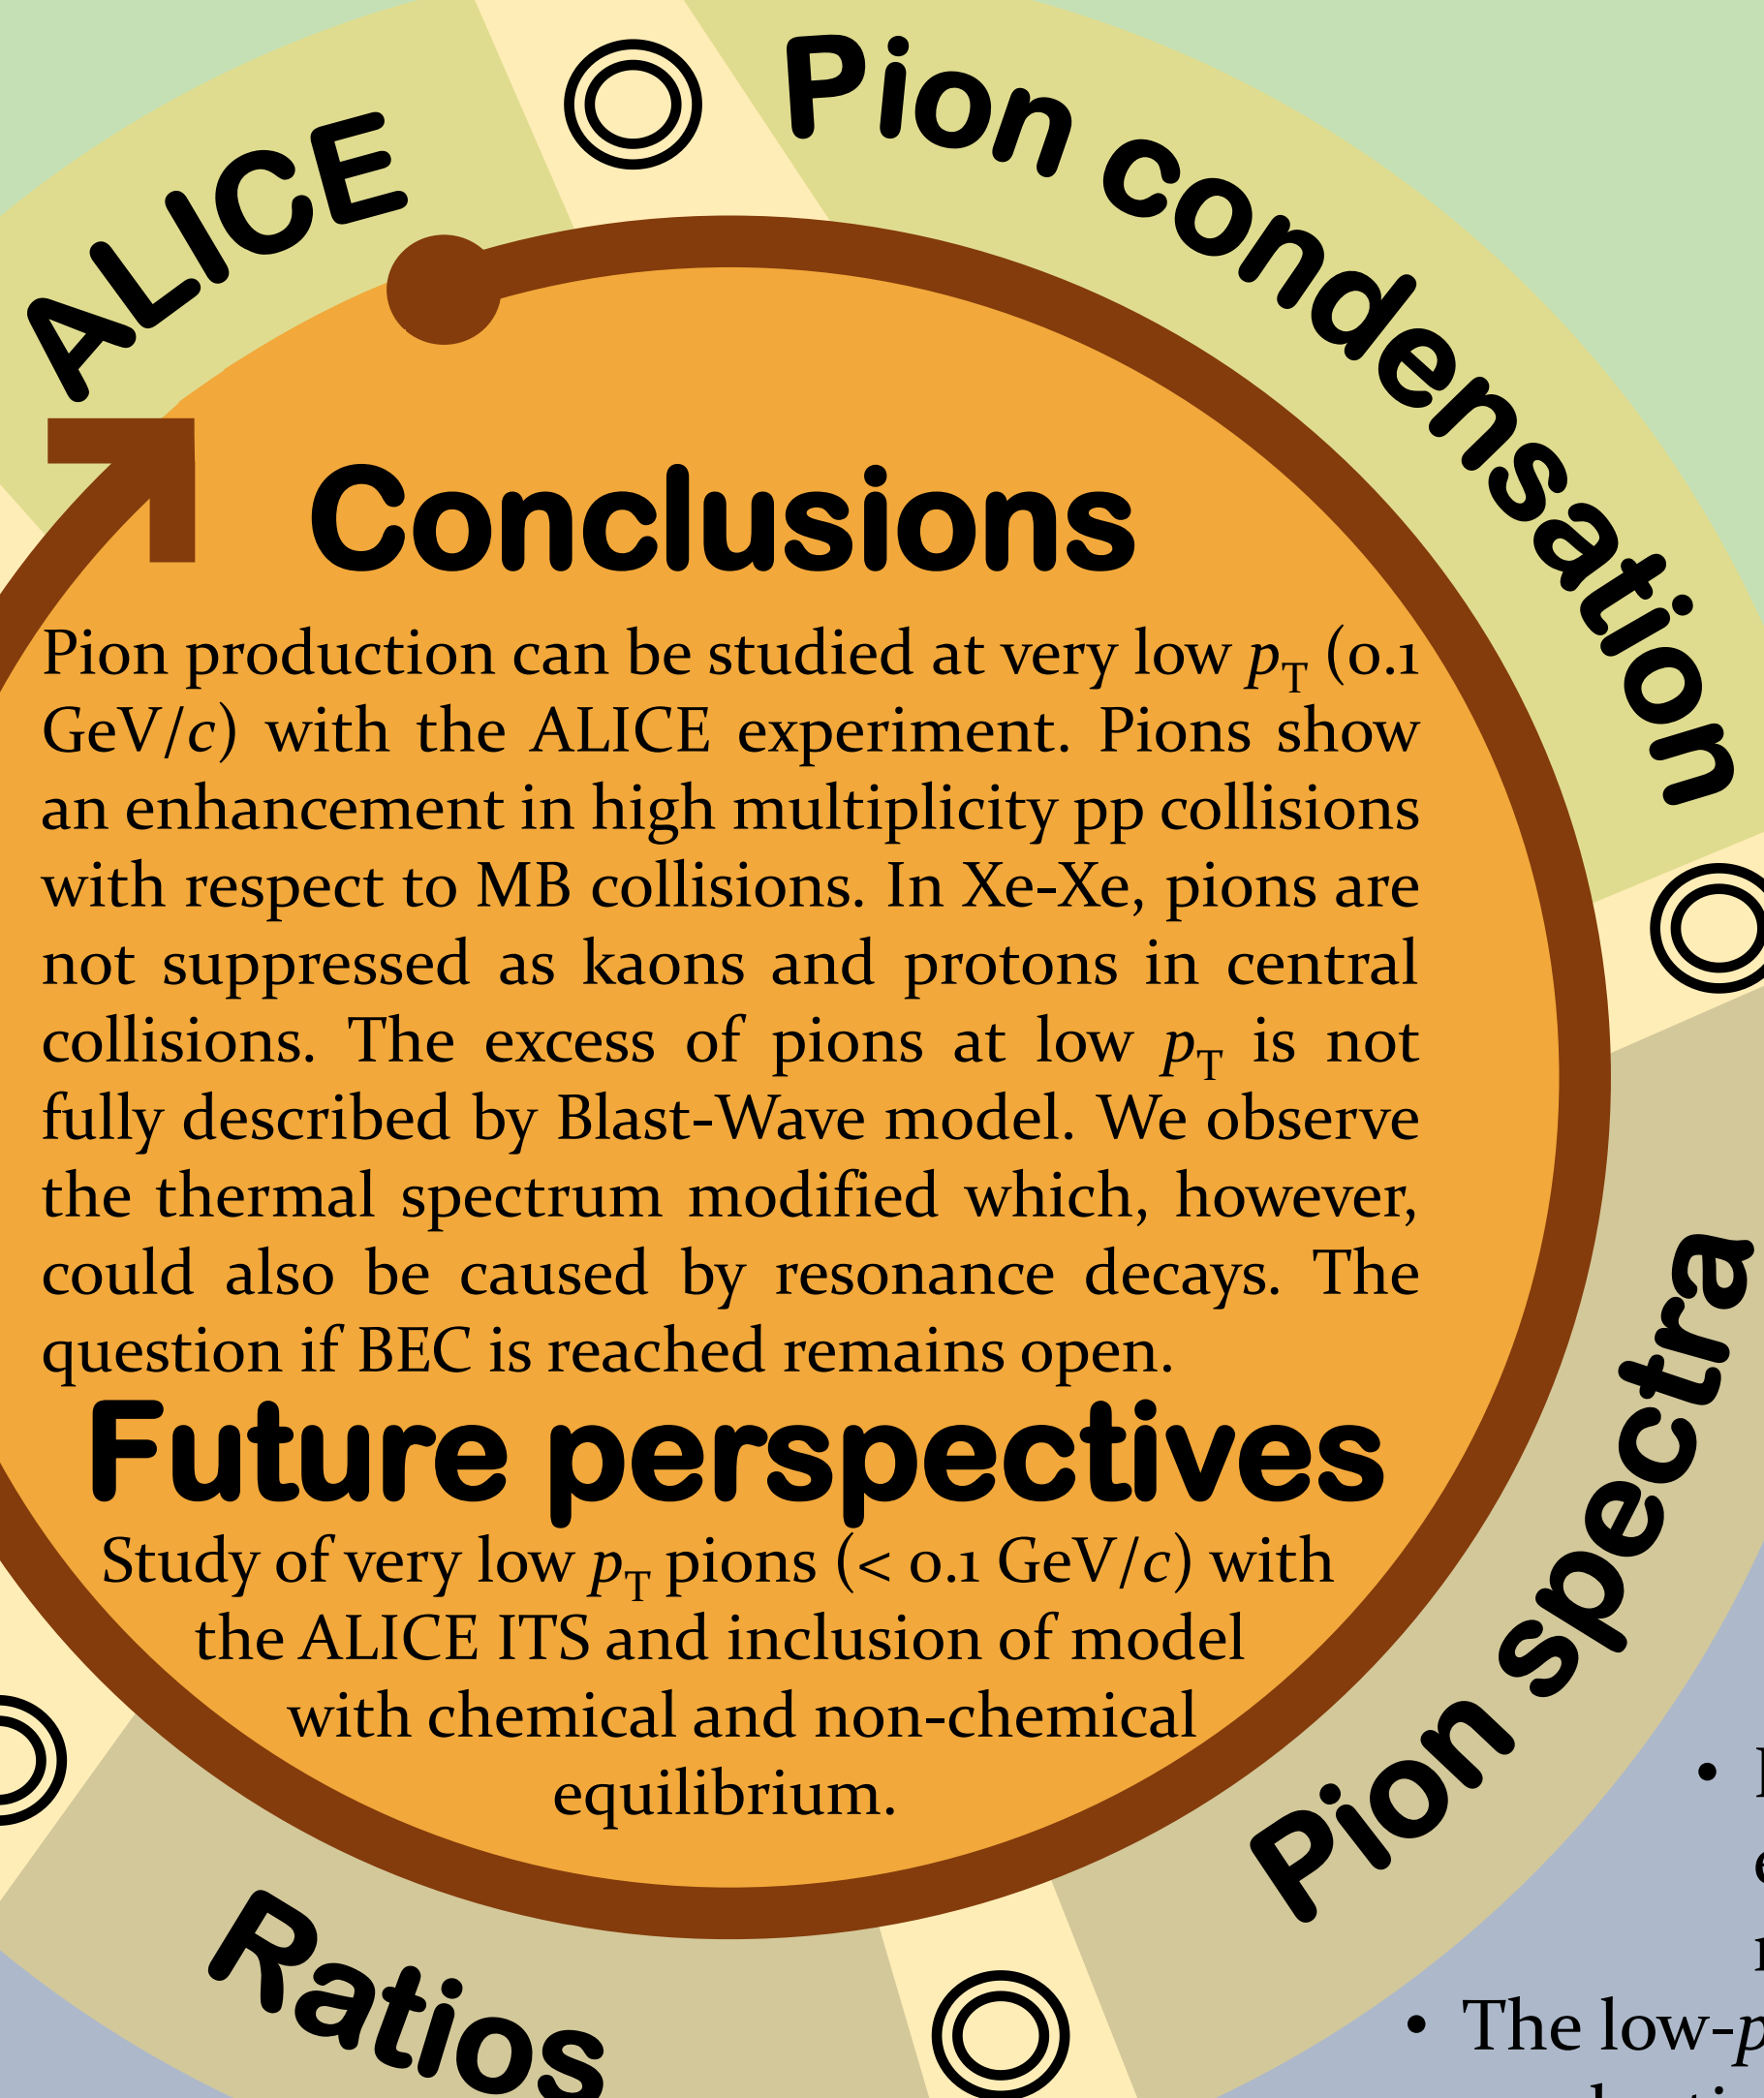 ALICE
Pion condensation
Conclusions
Pion production can be studied at very low pT (0.1
GeV/c) with the ALICE experiment. Pions show
an enhancement in high multiplicity pp collisions
with respect to MB collisions. In Xe-Xe, pions are
not suppressed as kaons and protons in central
collisions. The excess of pions at low pT is not
fully described by Blast-Wave model. We observe
the thermal spectrum modified which, however,
could also be caused by resonance decays. The
question if BEC is reached remains open.
Future perspectives
Study of very low pT pions (< 0.1 GeV/c) with
the ALICE ITS and inclusion of model
with chemical and non-chemical
equilibrium.
Pion spectra
Ratios
• The low-p